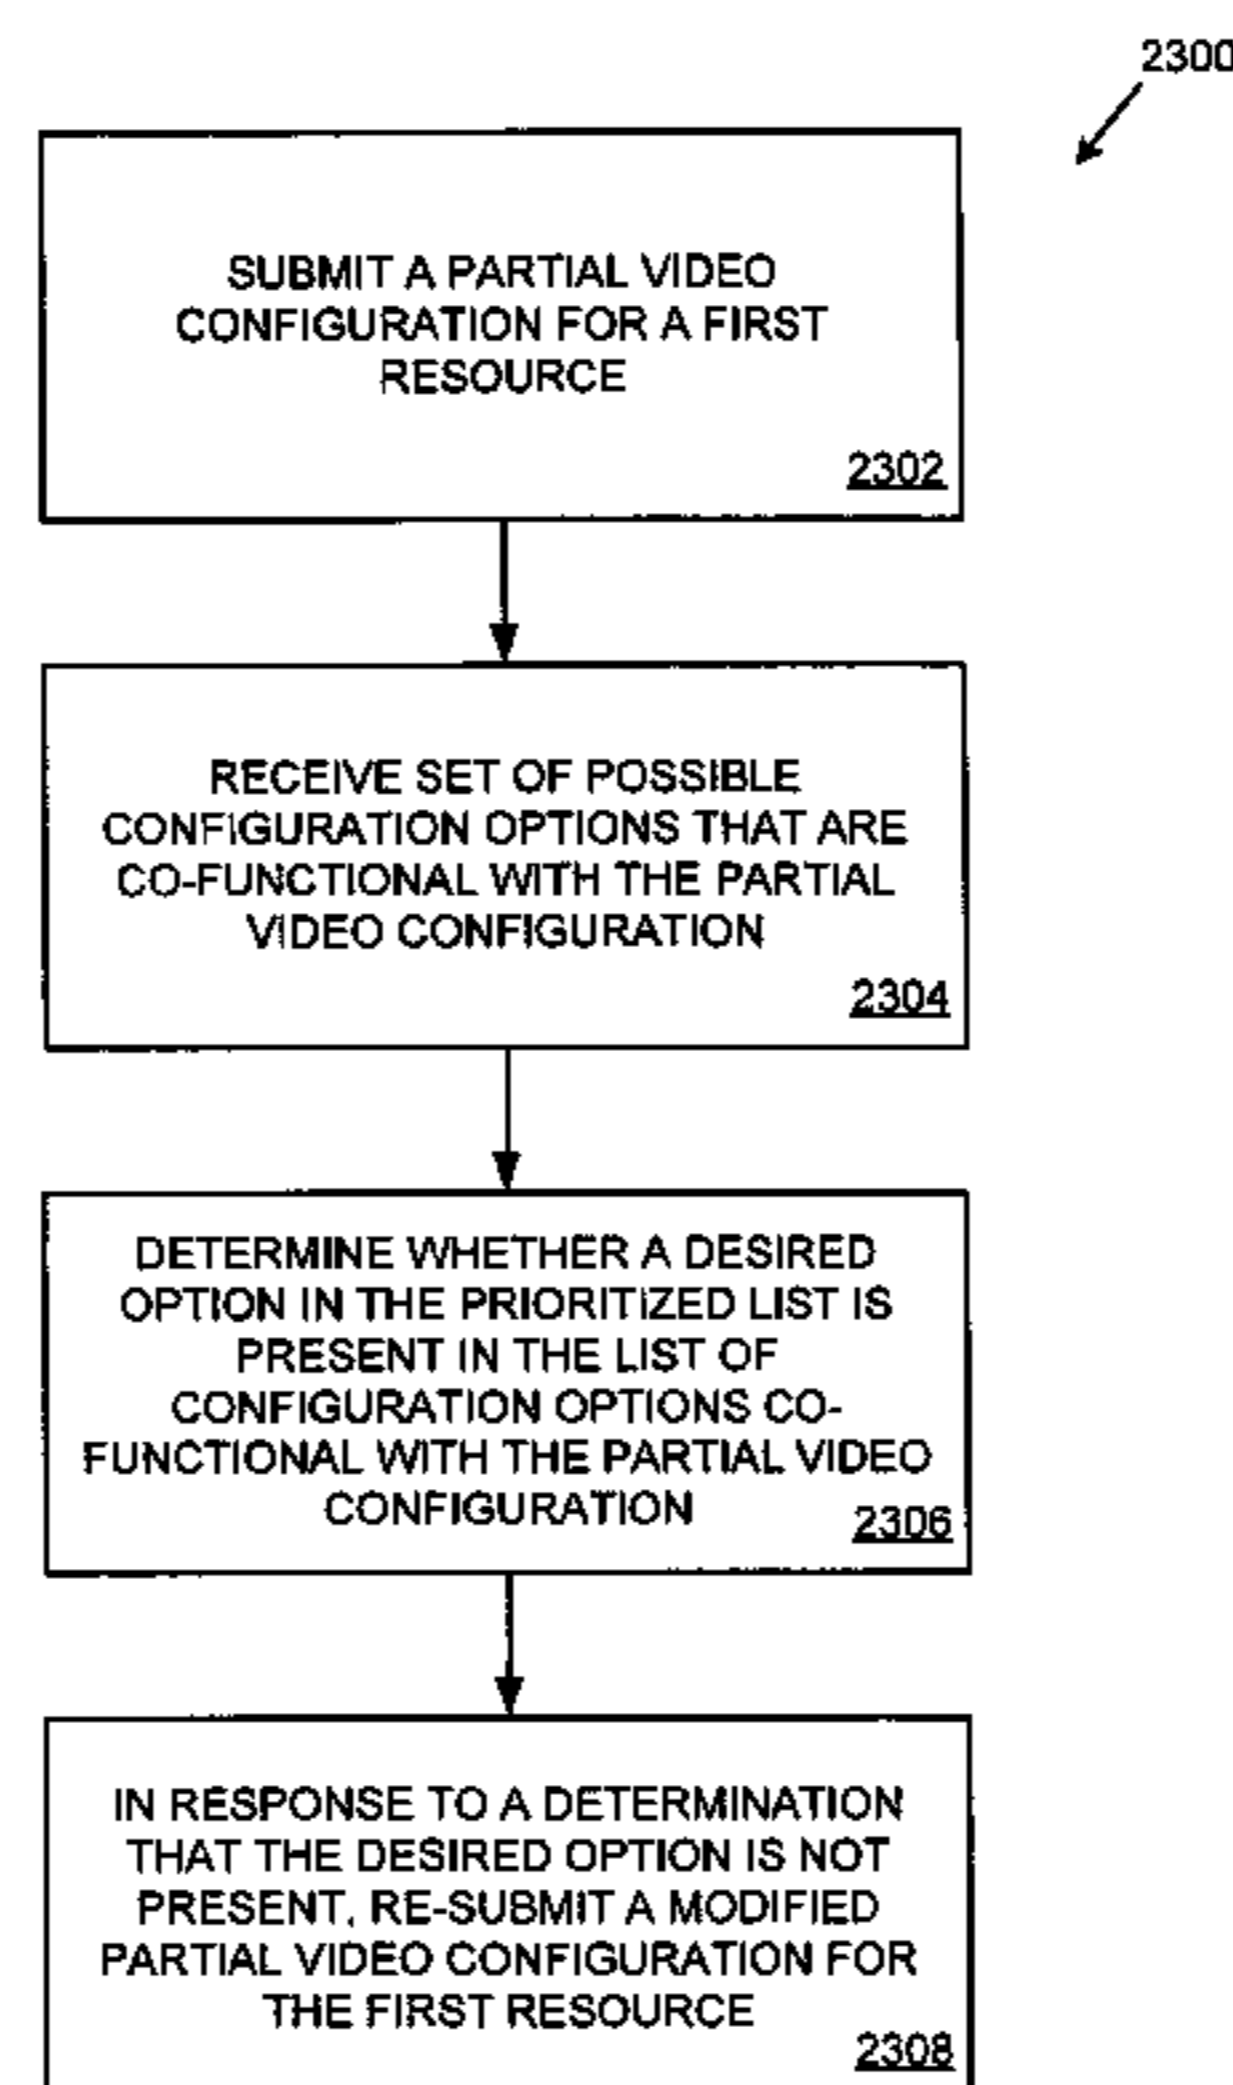 2300
SUBMIT A PARTIAL VIDEO
CONFIGURATION FOR A FIRST
RESOURCE
2302
RECEIVE SET OF POSSIBLE
CONFIGURATION OPTIONS THAT ARE
CO-FUNCTIONAL WITH THE PARTIAL
VIDEO CONFIGURATION
2304
DETERMINE WHETHER A DESIRED
OPTION IN THE PRIORITIZED LIST IS
PRESENT IN THE LIST OF
CONFIGURATION OPTIONS CO-
FUNCTIONAL WITH THE PARTIAL VIDEO
CONFIGURATION
2306
IN RESPONSE TO A DETERMINATION
THAT THE DESIRED OPTION IS NOT
PRESENT, RE-SUBMIT A MODIFIED
PARTIAL VIDEO CONFIGURATION FOR
THE FIRST RESOURCE
2308